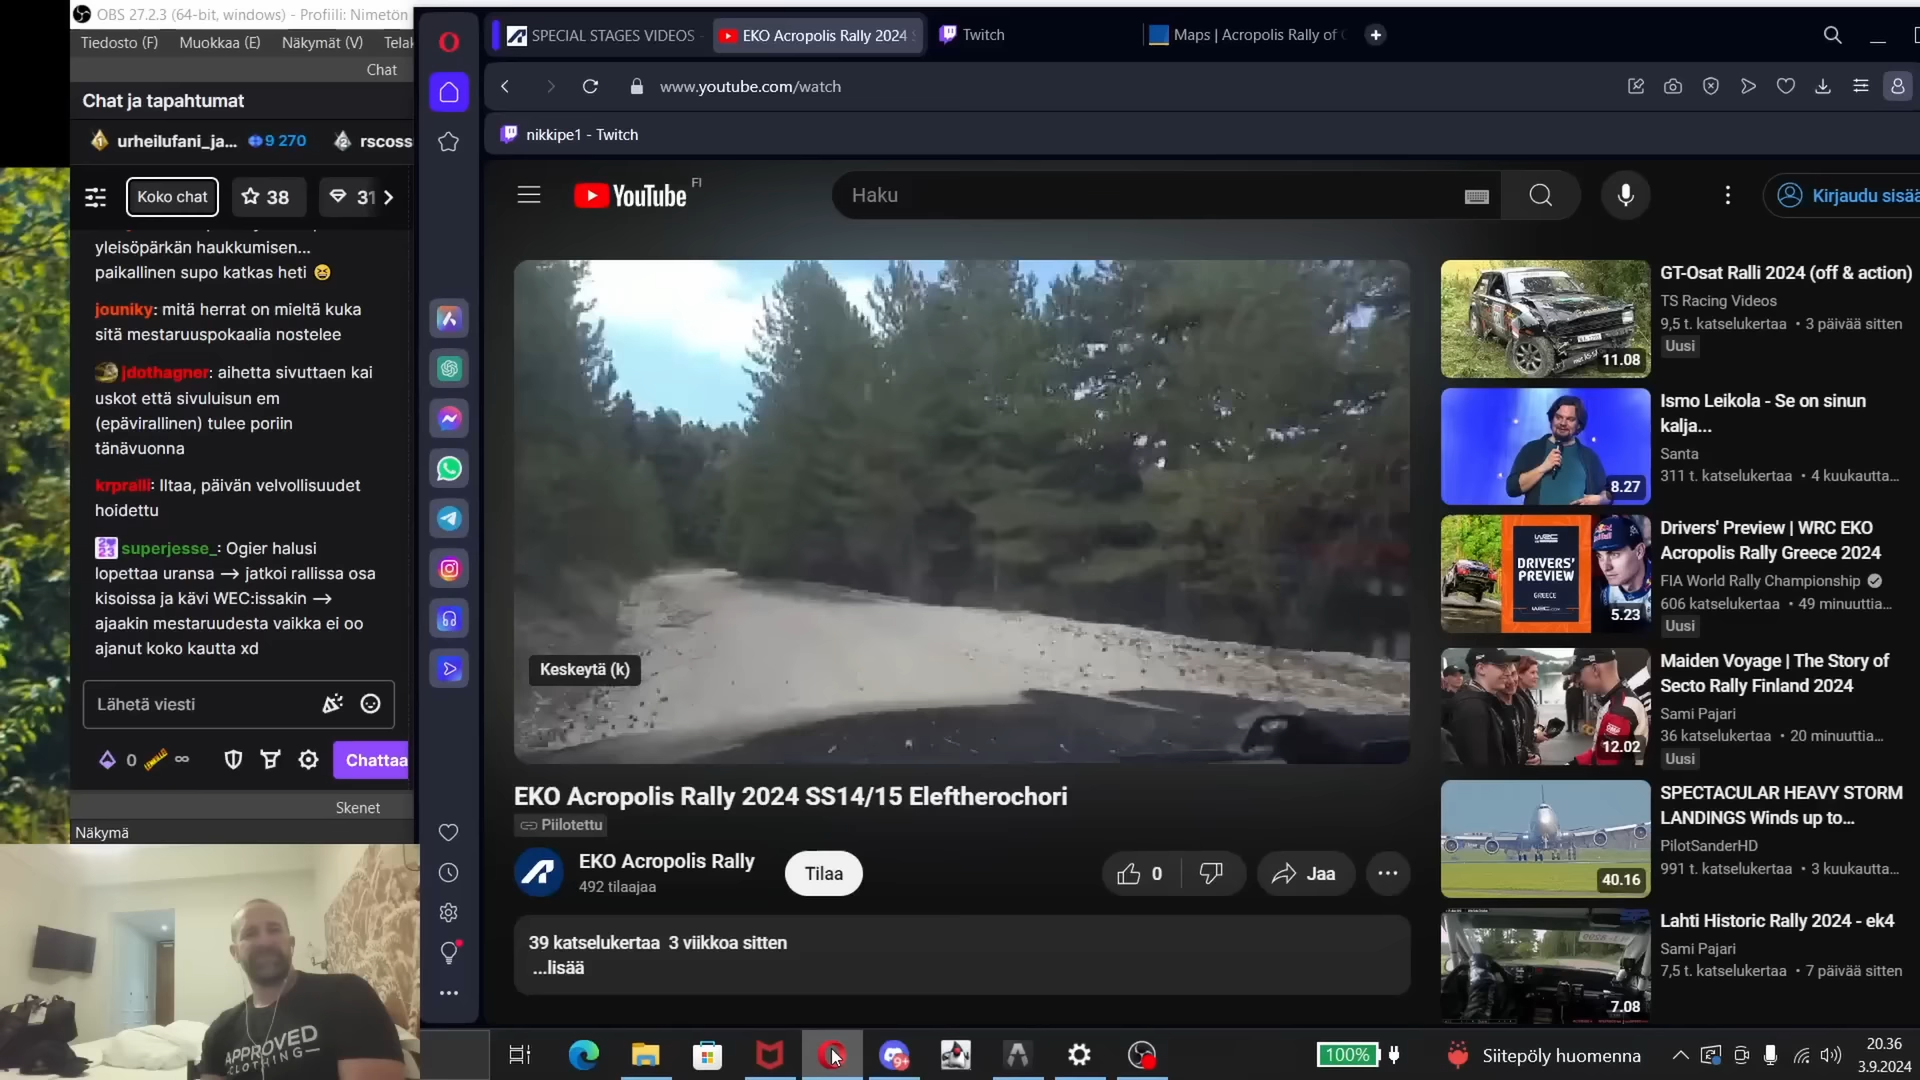 OBS 27.2.3 (64-bit, windows) - Profiili: Nimetön
Tiedosto (F) Muokkaa (E) Näkymät (V) Telak
Chat
Chat ja tapahtumat
urheilufani_ja... 9 270 rscoss
Koko chat 38 31
yleisöpärkän haukkumisen...
paikallinen supo katkas heti
jouniky: mitä herrat on mieltä kuka
sitä mestaruuspokaalia nostelee
jdothagner: aihetta sivuttaen kai
uskot että sivuluisun em
(epävirallinen) tulee poriin
tänävuonna
krpralli: Iltaa, päivän velvollisuudet
hoidettu
superjesse_: Ogier halusi
lopettaa uransa –> jatkoi rallissa osa
kisoissa ja kävi WEC:issakin –>
ajaakin mestaruudesta vaikka ei oo
ajanut koko kautta xd
Lähetä viesti
0 ∞ Chattaa
Skenet
Näkymä
APPROVED
CLOTHING
SPECIAL STAGES VIDEOS -
EKO Acropolis Rally 2024
Twitch
Maps | Acropolis Rally of
www.youtube.com/watch
nikkipe1 - Twitch
YouTube FI
Haku
Kirjaudu sisää
Keskeytä (k)
EKO Acropolis Rally 2024 SS14/15 Eleftherochori
Piilotettu
EKO Acropolis Rally
492 tilaajaa
Tilaa
0
Jaa
39 katselukertaa 3 viikkoa sitten
...lisää
GT-Osat Ralli 2024 (off & action)
TS Racing Videos
9,5 t. katselukertaa • 3 päivää sitten
Uusi
11.08
Ismo Leikola - Se on sinun
kalja...
Santa
311 t. katselukertaa • 4 kuukautta...
8.27
Drivers' Preview | WRC EKO
Acropolis Rally Greece 2024
FIA World Rally Championship
606 katselukertaa • 49 minuuttia...
Uusi
WRC
DRIVERS'
PREVIEW
GREECE
5.23
Maiden Voyage | The Story of
Secto Rally Finland 2024
Sami Pajari
36 katselukertaa • 20 minuuttia...
Uusi
12.02
SPECTACULAR HEAVY STORM
LANDINGS Winds up to...
PilotSanderHD
991 t. katselukertaa • 3 kuukautta...
40.16
Lahti Historic Rally 2024 - ek4
Sami Pajari
7,5 t. katselukertaa • 7 päivää sitten
7.08
9+
100%
Siitepöly huomenna
20.36
3.9.2024